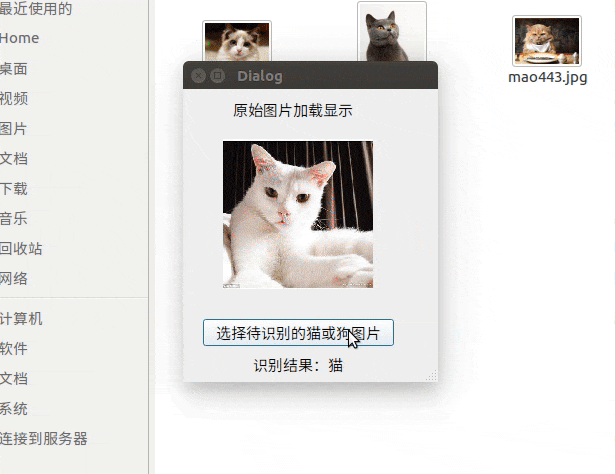 最近使用的
Home
桌面
视频
图片
文档
下载
音乐
回收站
网络
计算机
软件
文档
系统
连接到服务器
mao443.jpg
Dialog
原始图片加载显示
选择待识别的猫或狗图片
识别结果：猫